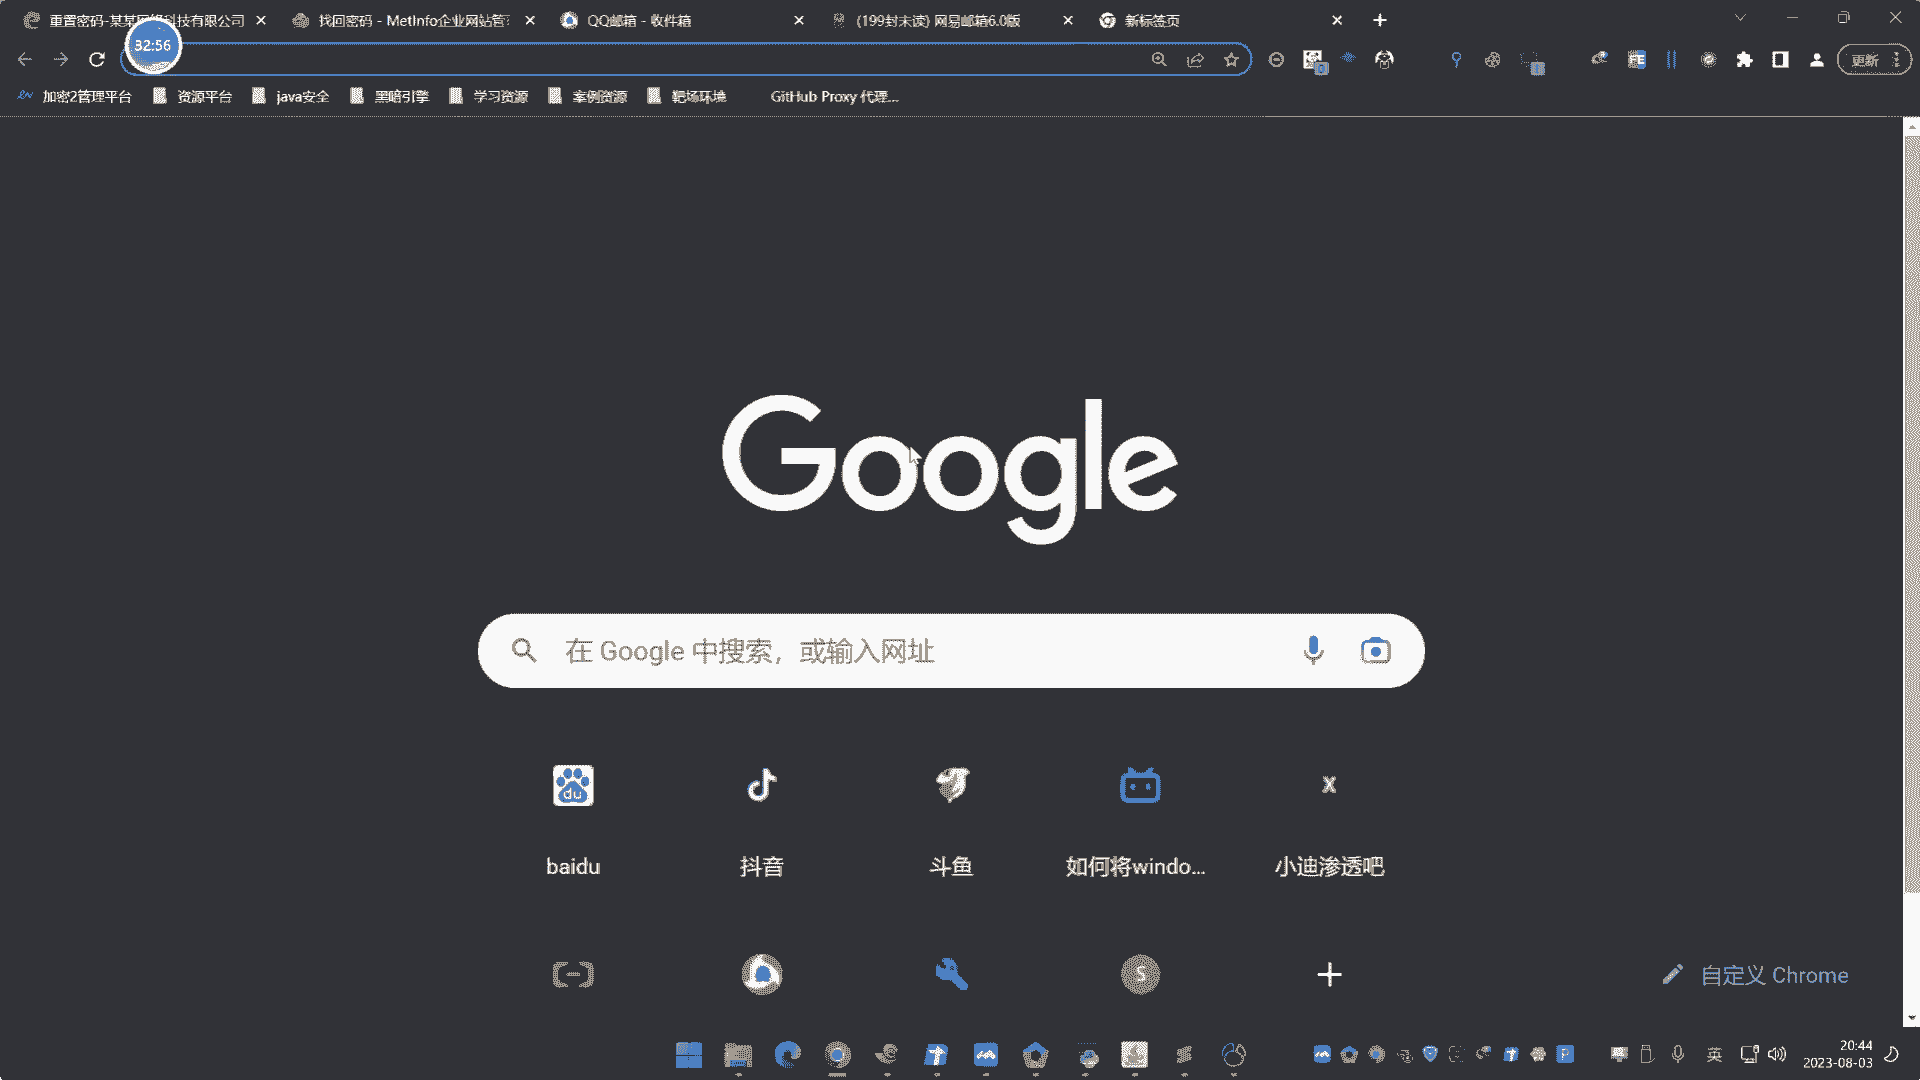 重置密码-某某网络科技有限公司
找回密码 - MetInfo企业网站管
QQ邮箱 - 收件箱
(199封未读) 网易邮箱6.0版
新标签页
32:56
更新
加密2管理平台
资源平台
java安全
黑暗引擎
学习资源
案例资源
靶场环境
GitHub Proxy 代理...
Google
在 Google 中搜索，或输入网址
du
X
baidu
抖音
斗鱼
如何将windo...
小迪渗透吧
S
自定义 Chrome
英
20:44
2023-08-03